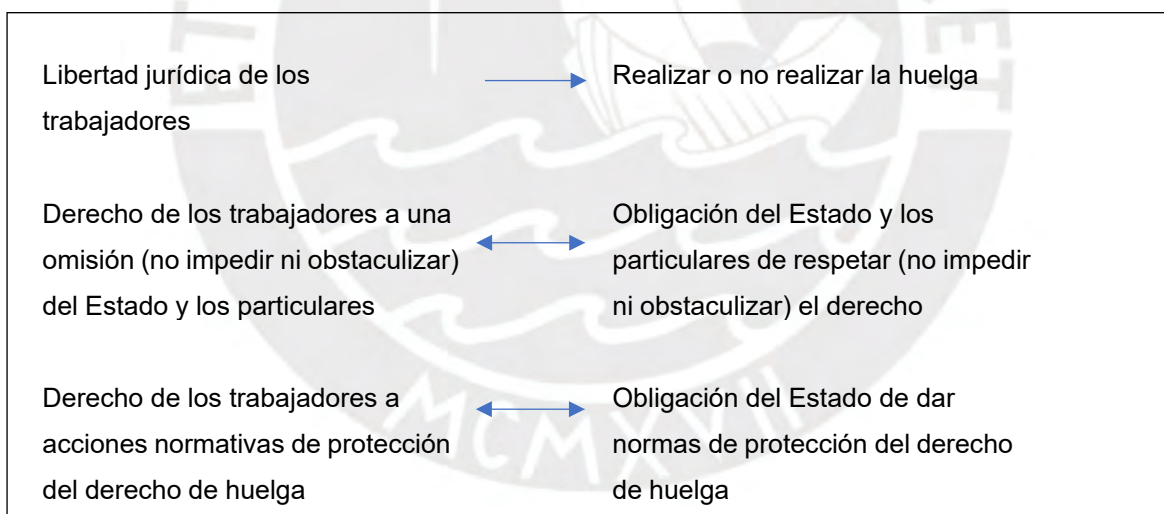 Libertad jurídica de los
trabajadores
Realizar o no realizar la huelga
Derecho de los trabajadores a una
omisión (no impedir ni obstaculizar)
del Estado y los particulares
Obligación del Estado y los
particulares de respetar (no impedir
ni obstaculizar) el derecho
Derecho de los trabajadores a
acciones normativas de protección
del derecho de huelga
Obligación del Estado de dar
normas de protección del derecho
de huelga
ET
ET
MCMXVII